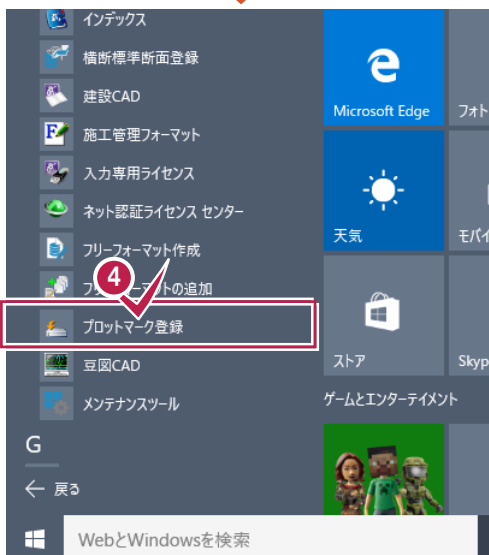 インデックス
横断標準断面登録
建設CAD
施工管理フォーマット
入力専用ライセンス
ネット認証ライセンス センター
フリーフォーマット作成
フリーフォーマットの追加
プロットマーク登録
豆図CAD
メンテナンスツール
G
← 戻る
WebとWindowsを検索
4
Microsoft Edge
フォト
天気
モバイ
ストア
Skyp
ゲームとエンターテイメント